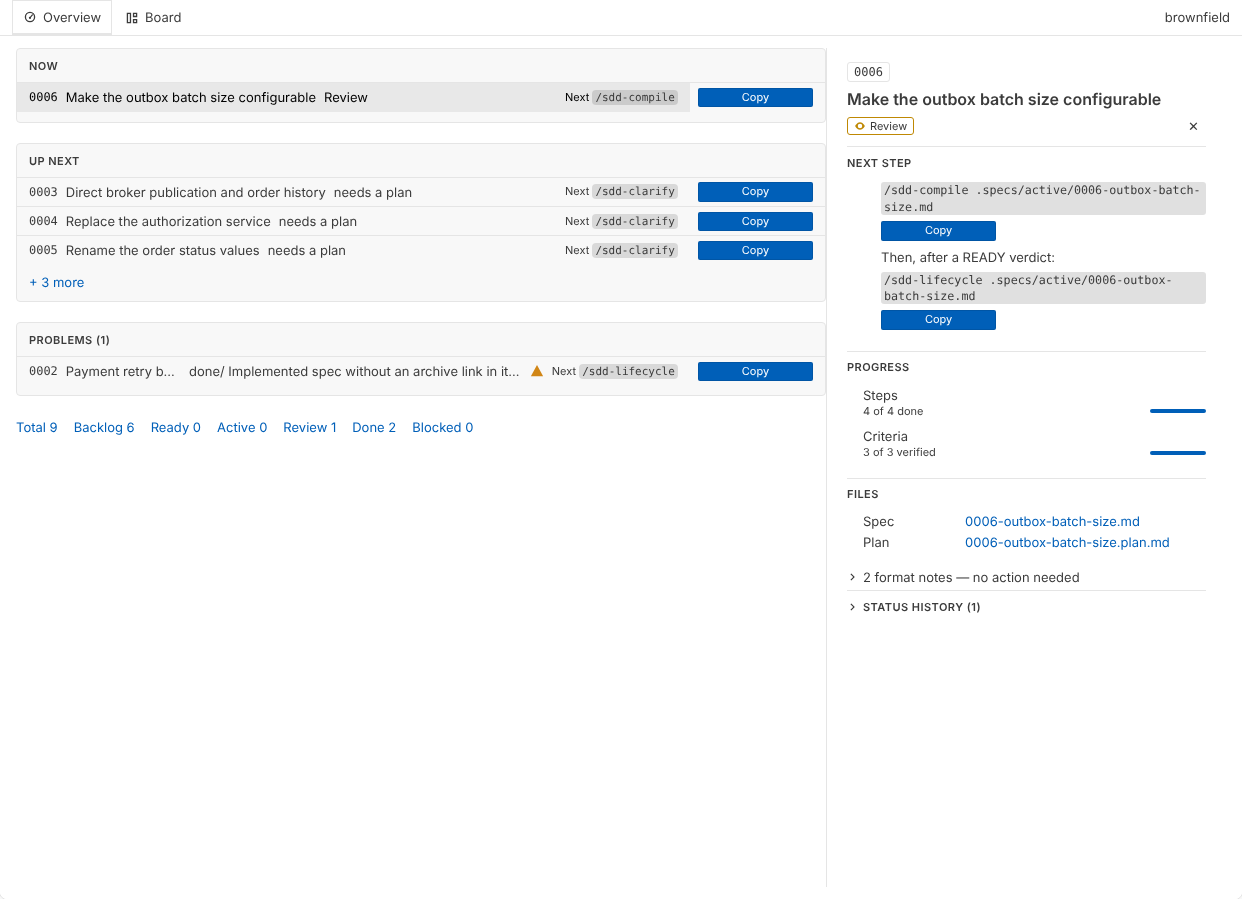 Overview Board brownfield
NOW
0006 Make the outbox batch size configurable Review Next /sdd-compile Copy
UP NEXT
0003 Direct broker publication and order history needs a plan Next /sdd-clarify Copy
0004 Replace the authorization service needs a plan Next /sdd-clarify Copy
0005 Rename the order status values needs a plan Next /sdd-clarify Copy
+ 3 more
PROBLEMS (1)
0002 Payment retry b... done/ Implemented spec without an archive link in it... Next /sdd-lifecycle Copy
Total 9 Backlog 6 Ready 0 Active 0 Review 1 Done 2 Blocked 0
0006
Make the outbox batch size configurable
Review ×
NEXT STEP
/sdd-compile .specs/active/0006-outbox-batch-
size.md
Copy
Then, after a READY verdict:
/sdd-lifecycle .specs/active/0006-outbox-
batch-size.md
Copy
PROGRESS
Steps
4 of 4 done
Criteria
3 of 3 verified
FILES
Spec 0006-outbox-batch-size.md
Plan 0006-outbox-batch-size.plan.md
2 format notes — no action needed
STATUS HISTORY (1)